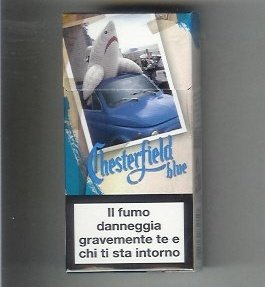 Chesterfield
blue
Il fumo
danneggia
gravemente te e
chi ti sta intorno